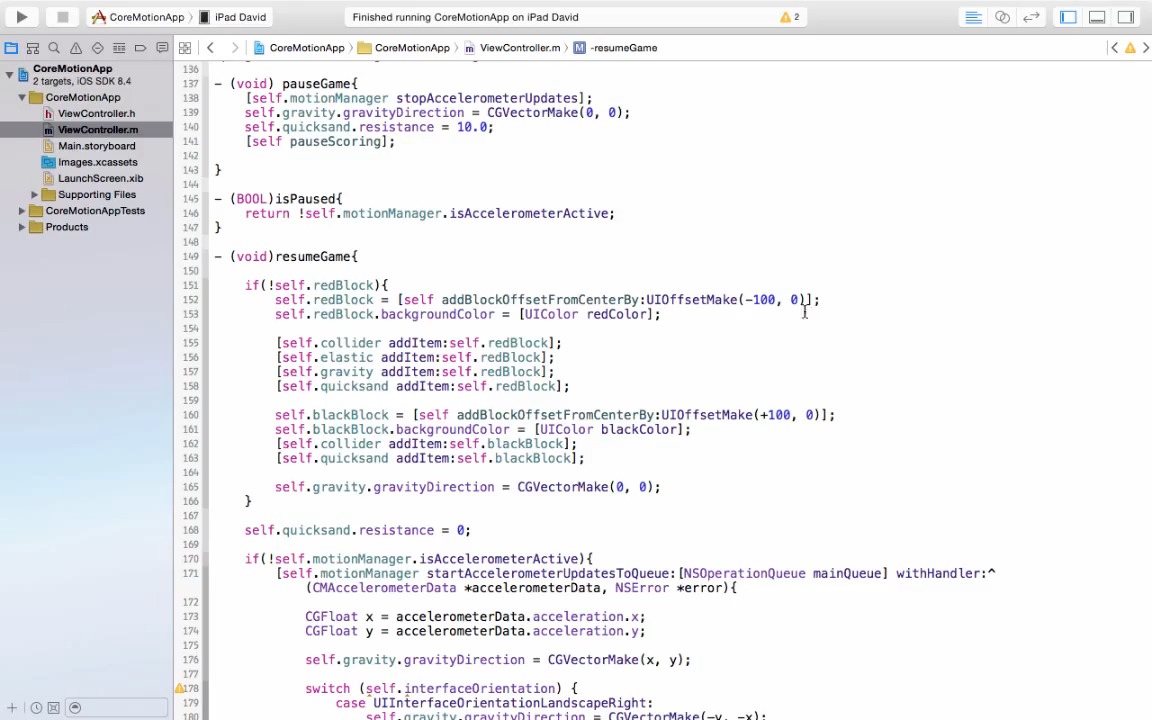 CoreMotionApp iPad David Finished running CoreMotionApp on iPad David 2
CoreMotionApp CoreMotionApp ViewController.m M -resumeGame
CoreMotionApp
2 targets, iOS SDK 8.4
CoreMotionApp
h ViewController.h
m ViewController.m
Main.storyboard
Images.xcassets
LaunchScreen.xib
Supporting Files
CoreMotionAppTests
Products
136
137 - (void) pauseGame{
138 [self.motionManager stopAccelerometerUpdates];
139 self.gravity.gravityDirection = CGVectorMake(0, 0);
140 self.quicksand.resistance = 10.0;
141 [self pauseScoring];
142
143 }
144
145 - (BOOL)isPaused{
146 return !self.motionManager.isAccelerometerActive;
147 }
148
149 - (void)resumeGame{
150
151 if(!self.redBlock){
152 self.redBlock = [self addBlockOffsetFromCenterBy:UIOffsetMake(-100, 0)];
153 self.redBlock.backgroundColor = [UIColor redColor];
154
155 [self.collider addItem:self.redBlock];
156 [self.elastic addItem:self.redBlock];
157 [self.gravity addItem:self.redBlock];
158 [self.quicksand addItem:self.redBlock];
159
160 self.blackBlock = [self addBlockOffsetFromCenterBy:UIOffsetMake(+100, 0)];
161 self.blackBlock.backgroundColor = [UIColor blackColor];
162 [self.collider addItem:self.blackBlock];
163 [self.quicksand addItem:self.blackBlock];
164
165 self.gravity.gravityDirection = CGVectorMake(0, 0);
166 }
167
168 self.quicksand.resistance = 0;
169
170 if(!self.motionManager.isAccelerometerActive){
171 [self.motionManager startAccelerometerUpdatesToQueue:[NSOperationQueue mainQueue] withHandler:^
(CMAccelerometerData *accelerometerData, NSError *error){
172
173 CGFloat x = accelerometerData.acceleration.x;
174 CGFloat y = accelerometerData.acceleration.y;
175
176 self.gravity.gravityDirection = CGVectorMake(x, y);
177
178 switch (self.interfaceOrientation) {
179 case UIInterfaceOrientationLandscapeRight:
self.gravity.gravityDirection = CGVectorMake(-y, -x);